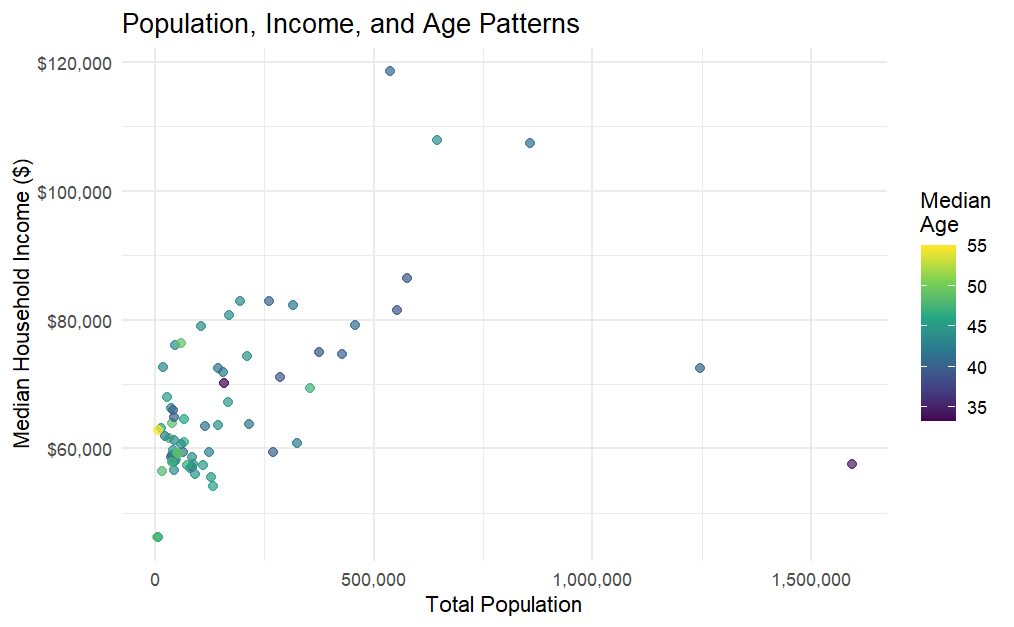 Population, Income, and Age Patterns
Median Household Income ($)
$120,000
$100,000
$80,000
$60,000
0
500,000
1,000,000
1,500,000
Total Population
Median
Age
55
50
45
40
35